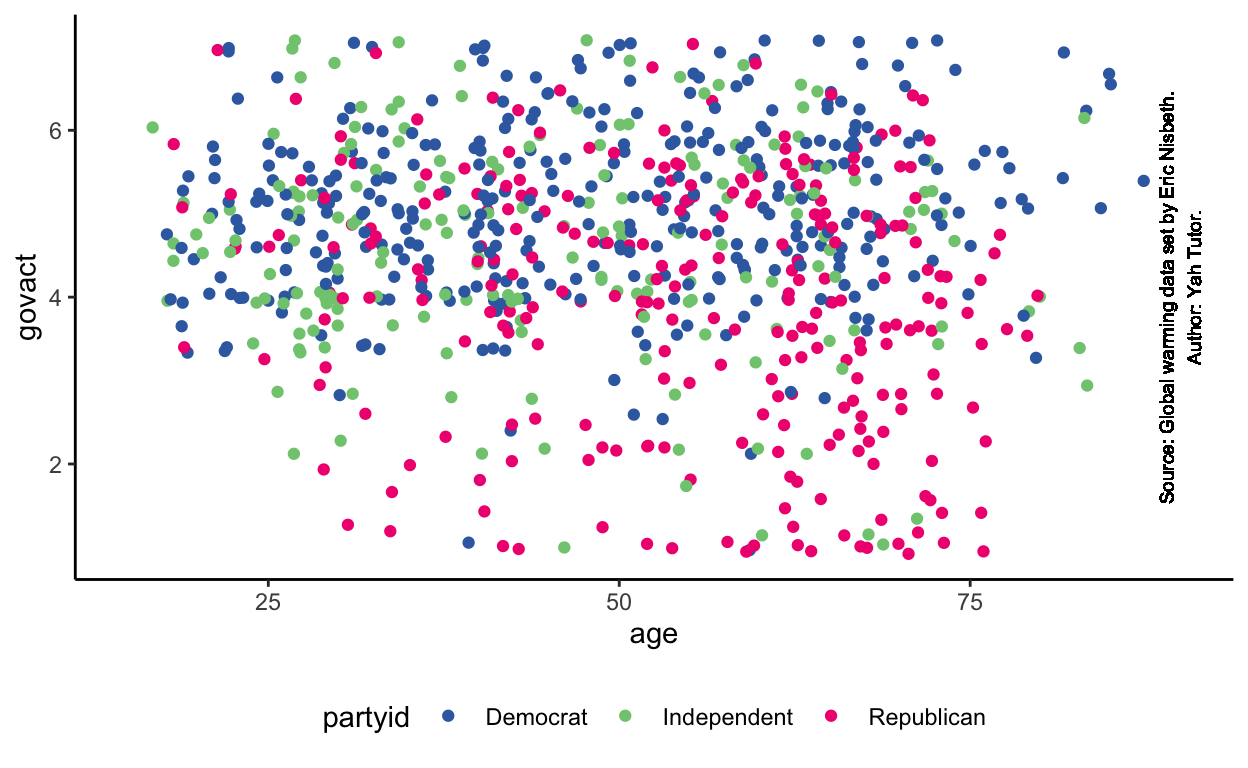 6
4
2
govact
25
50
75
age
Source: Global warming data set by Eric Nisbeth.
Author: Yah Tutor.
partyid
Democrat
Independent
Republican